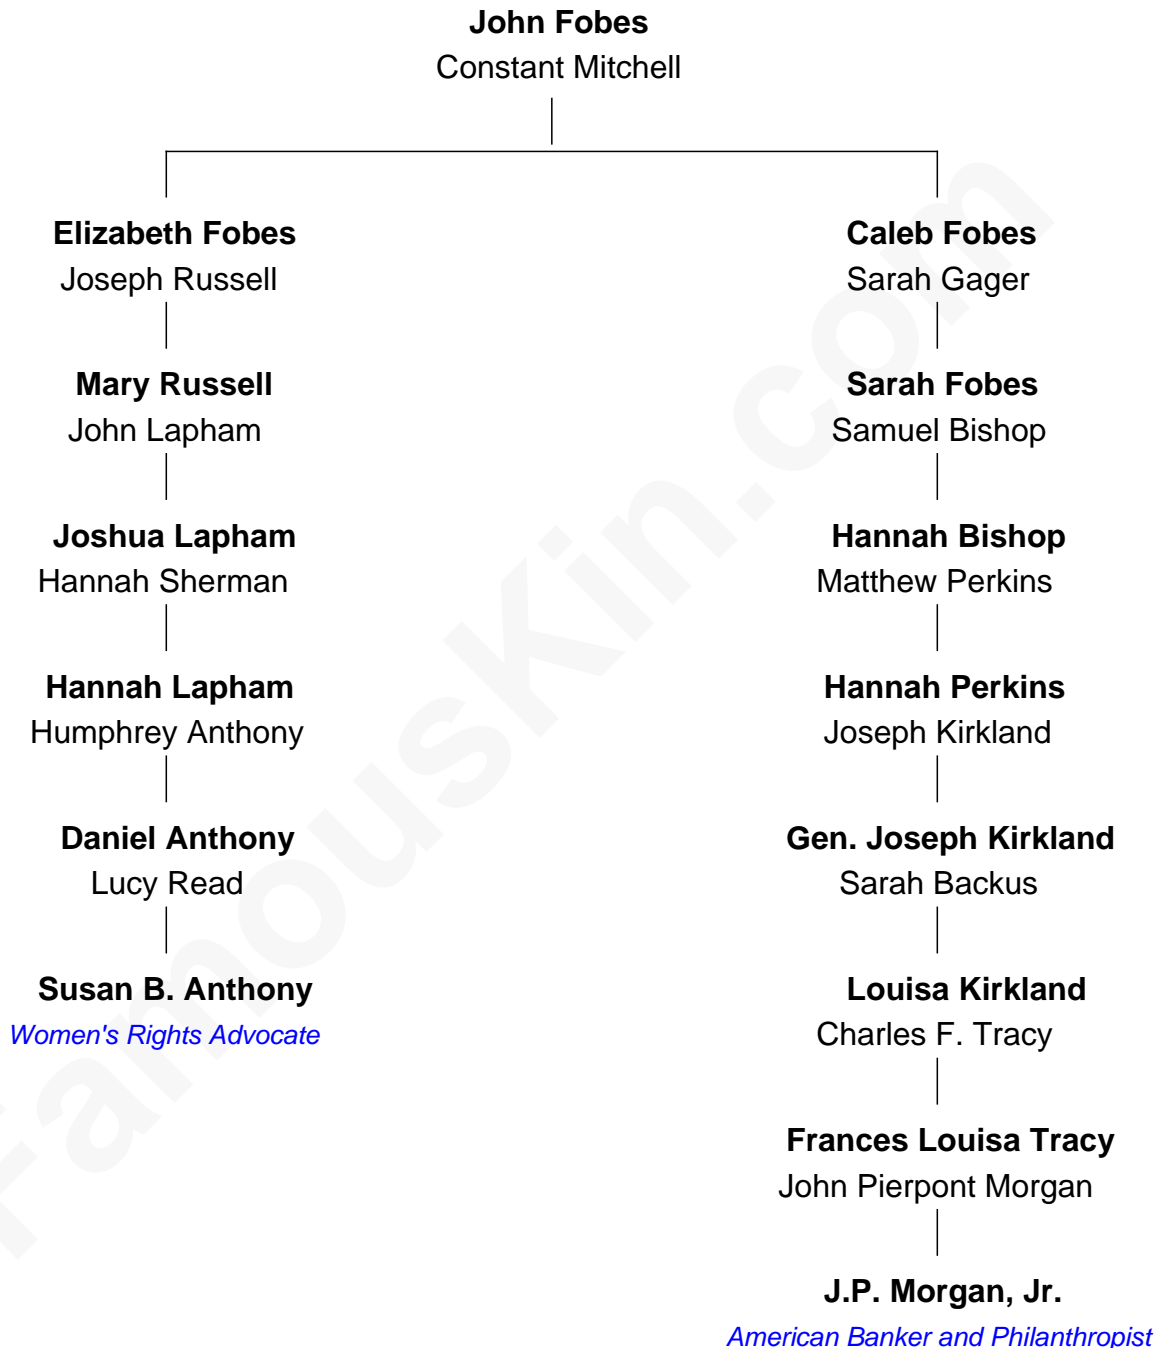 John Fobes
Constant Mitchell
Elizabeth Fobes
Joseph Russell
Mary Russell
John Lapham
Joshua Lapham
Hannah Sherman
Hannah Lapham
Humphrey Anthony
Daniel Anthony
Lucy Read
Susan B. Anthony
Women's Rights Advocate
Caleb Fobes
Sarah Gager
Sarah Fobes
Samuel Bishop
Hannah Bishop
Matthew Perkins
Hannah Perkins
Joseph Kirkland
Gen. Joseph Kirkland
Sarah Backus
Louisa Kirkland
Charles F. Tracy
Frances Louisa Tracy
John Pierpont Morgan
J.P. Morgan, Jr.
American Banker and Philanthropist
FamousKin.com